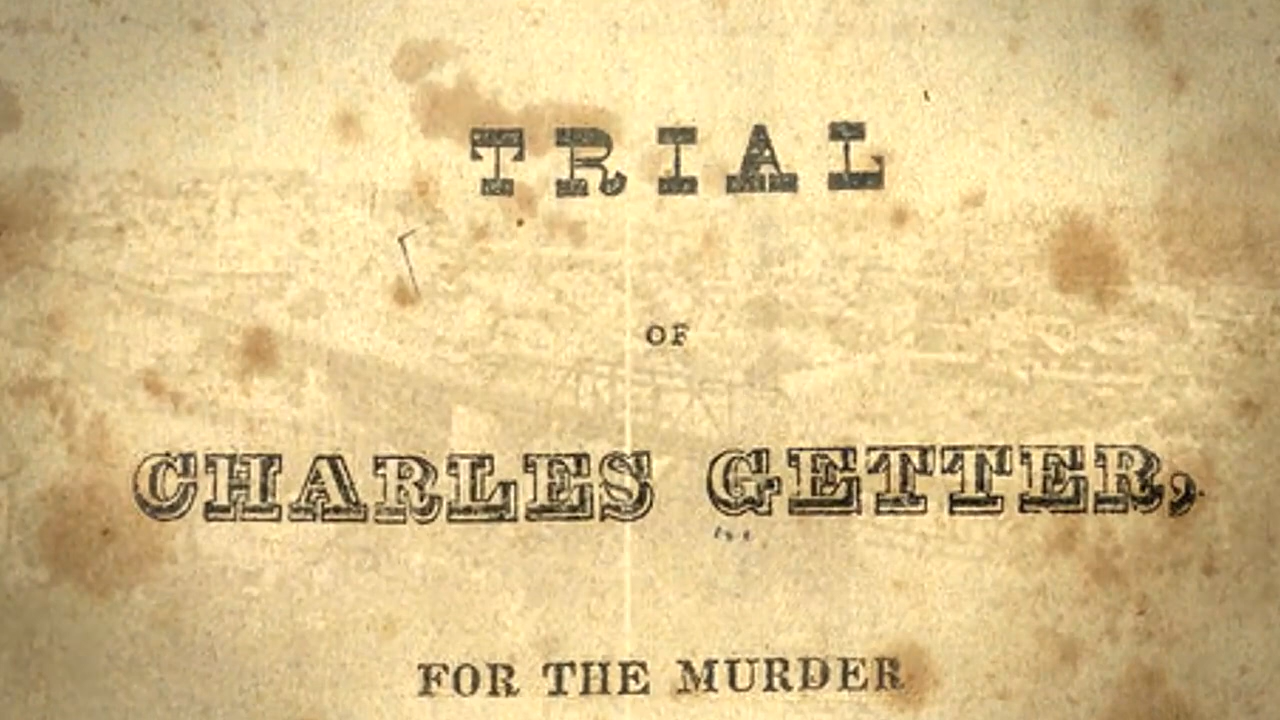 TRIAL
OF
CHARLES GETTER,
FOR THE MURDER